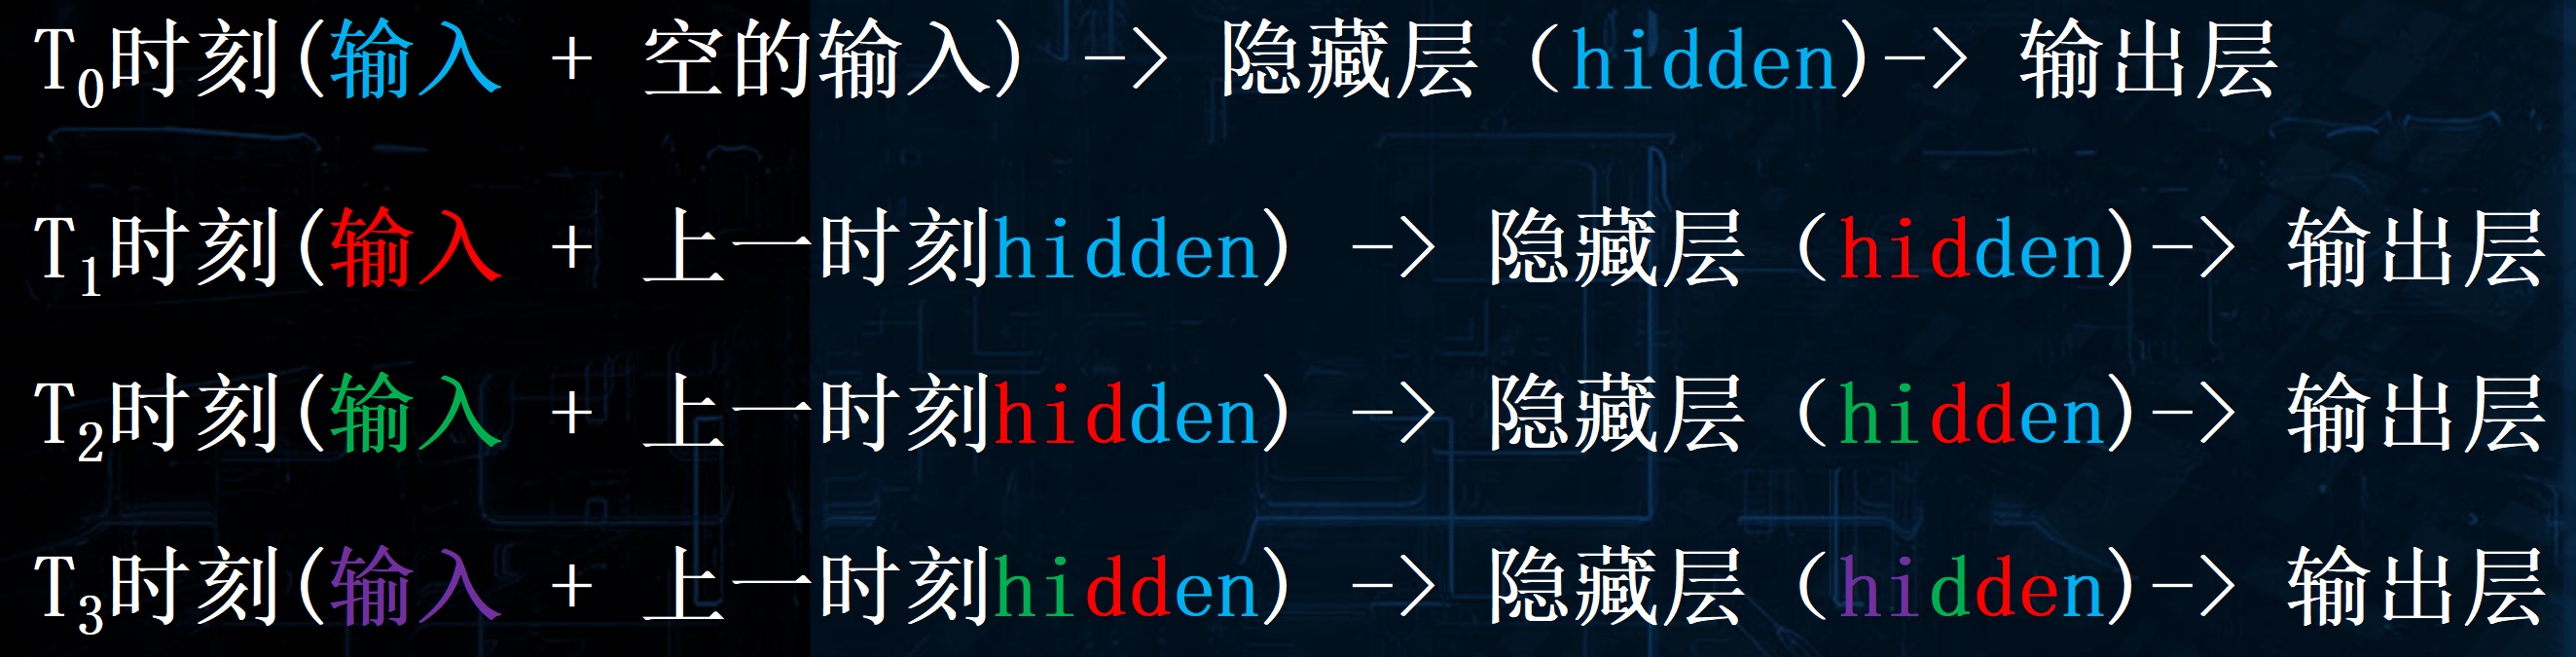 T₀时刻(输入 + 空的输入) -> 隐藏层（hidden)-> 输出层
T₁时刻(输入 + 上一时刻hidden) -> 隐藏层（hidden)-> 输出层
T₂时刻(输入 + 上一时刻hidden) -> 隐藏层（hidden)-> 输出层
T₃时刻(输入 + 上一时刻hidden) -> 隐藏层（hidden)-> 输出层